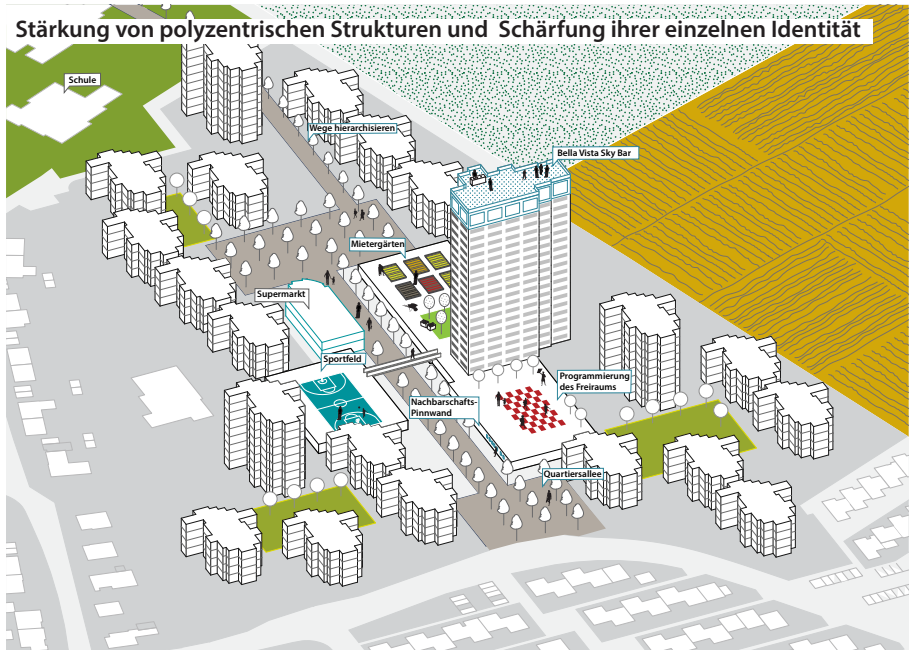 Stärkung von polyzentrischen Strukturen und Schärfung ihrer einzelnen Identität
Schule
Wege hierarchisieren
Bella Vista Sky Bar
Mietergärten
Supermarkt
Sportfeld
Programmierung
des Freiraums
Nachbarschafts-
Pinnwand
Quartiersallee